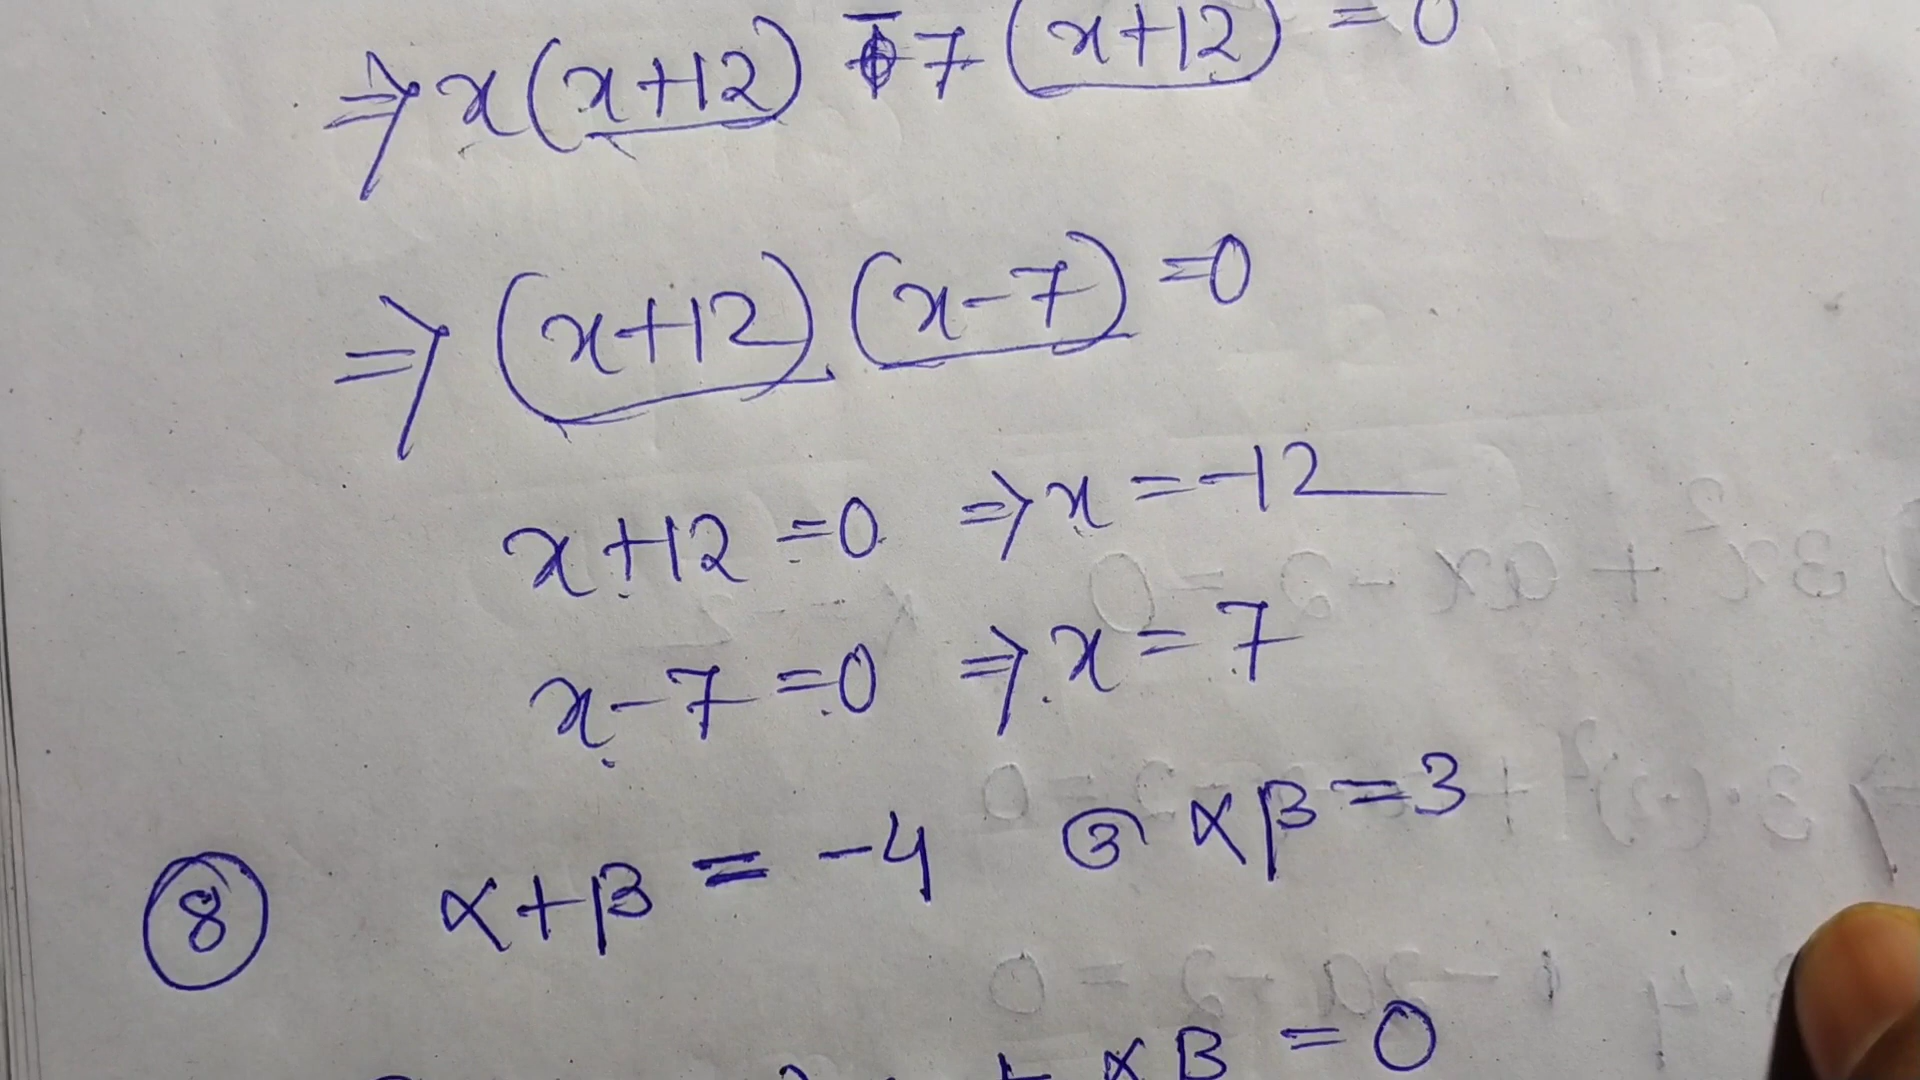 ⇒ x(x+12) - 7 (x+12) = 0
⇒ (x+12) (x-7) = 0
x+12 = 0 ⇒ x = -12
x-7 = 0 ⇒ x = 7
⑧ α+β = -4 ও αβ = 3
+ αβ = 0